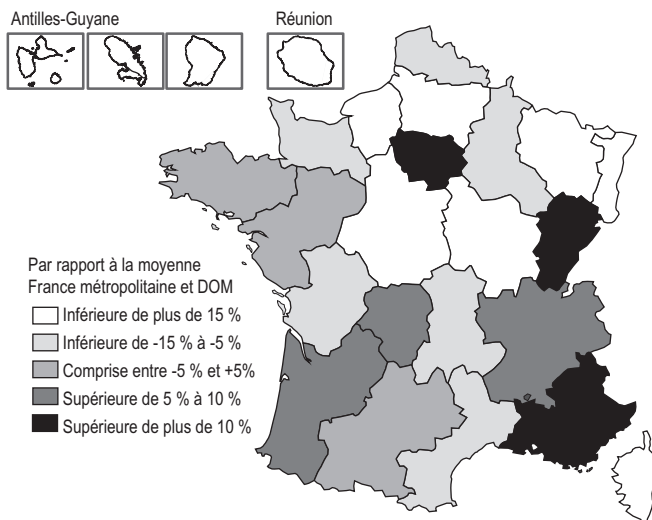 Antilles-Guyane
Réunion
Par rapport à la moyenne
France métropolitaine et DOM
Inférieure de plus de 15 %
Inférieure de -15 % à -5 %
Comprise entre -5 % et +5%
Supérieure de 5 % à 10 %
Supérieure de plus de 10 %